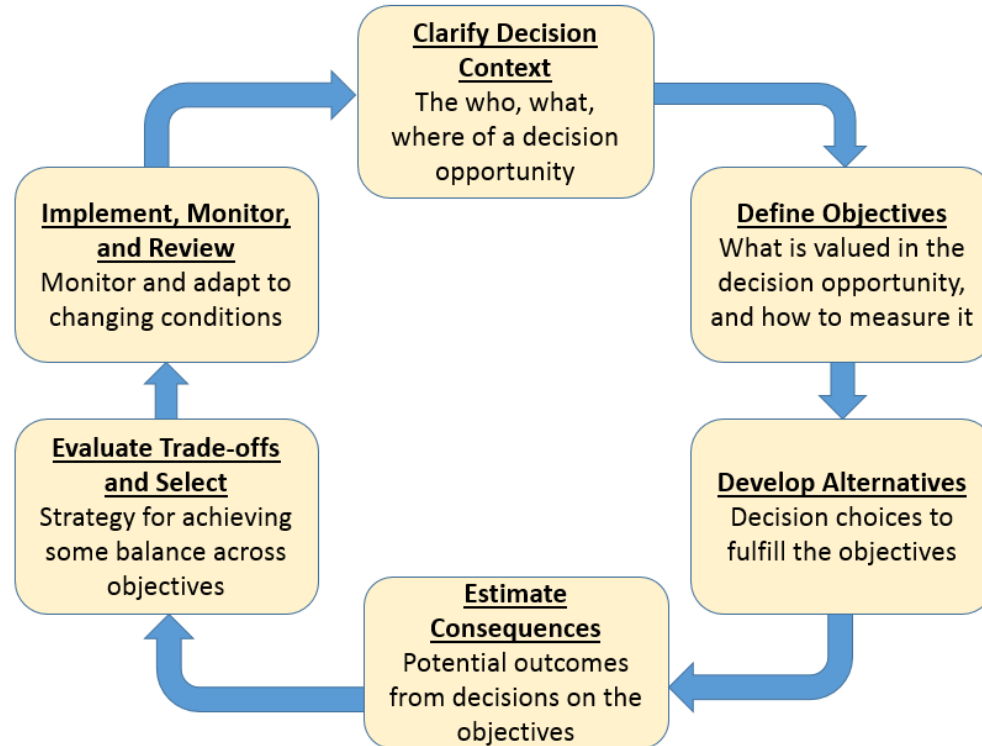 Clarify Decision
Context
The who, what,
where of a decision
opportunity
Define Objectives
What is valued in the
decision opportunity,
and how to measure it
Develop Alternatives
Decision choices to
fulfill the objectives
Estimate
Consequences
Potential outcomes
from decisions on the
objectives
Evaluate Trade-offs
and Select
Strategy for achieving
some balance across
objectives
Implement, Monitor,
and Review
Monitor and adapt to
changing conditions